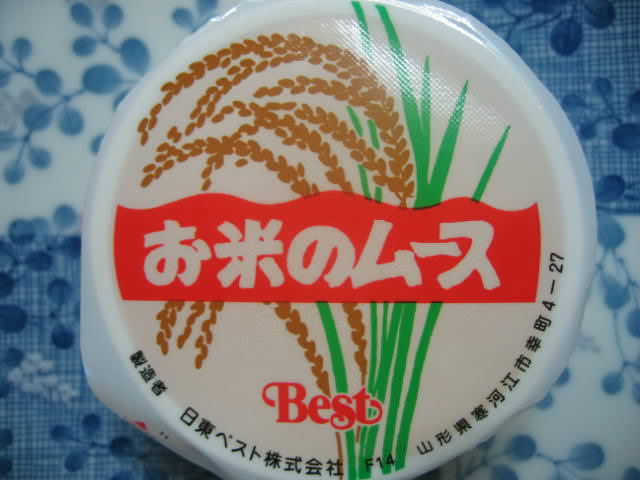 お米のムース
Best
製造者 日東ベスト株式会社 F14 山形県寒河江市幸町4-27